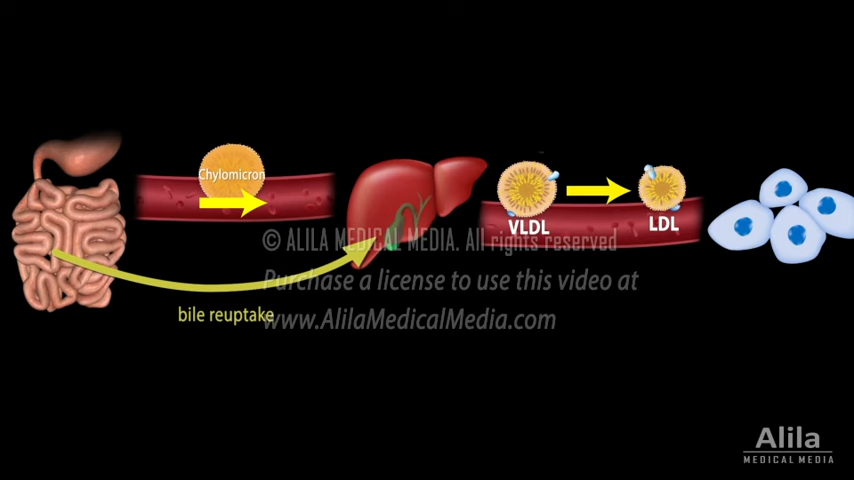 Chylomicron
VLDL
LDL
© ALILA MEDICAL MEDIA. All rights reserved
Purchase a license to use this video at
www.AlilaMedicalMedia.com
bile reuptake
Alila
MEDICAL MEDIA